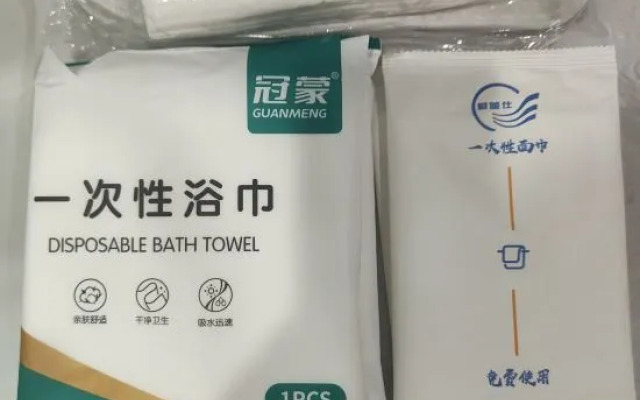 冠蒙®
GUANMENG
一次性浴巾
DISPOSABLE BATH TOWEL
亲肤舒适
干净卫生
吸水迅速
1PCS
一次性面巾
免费使用